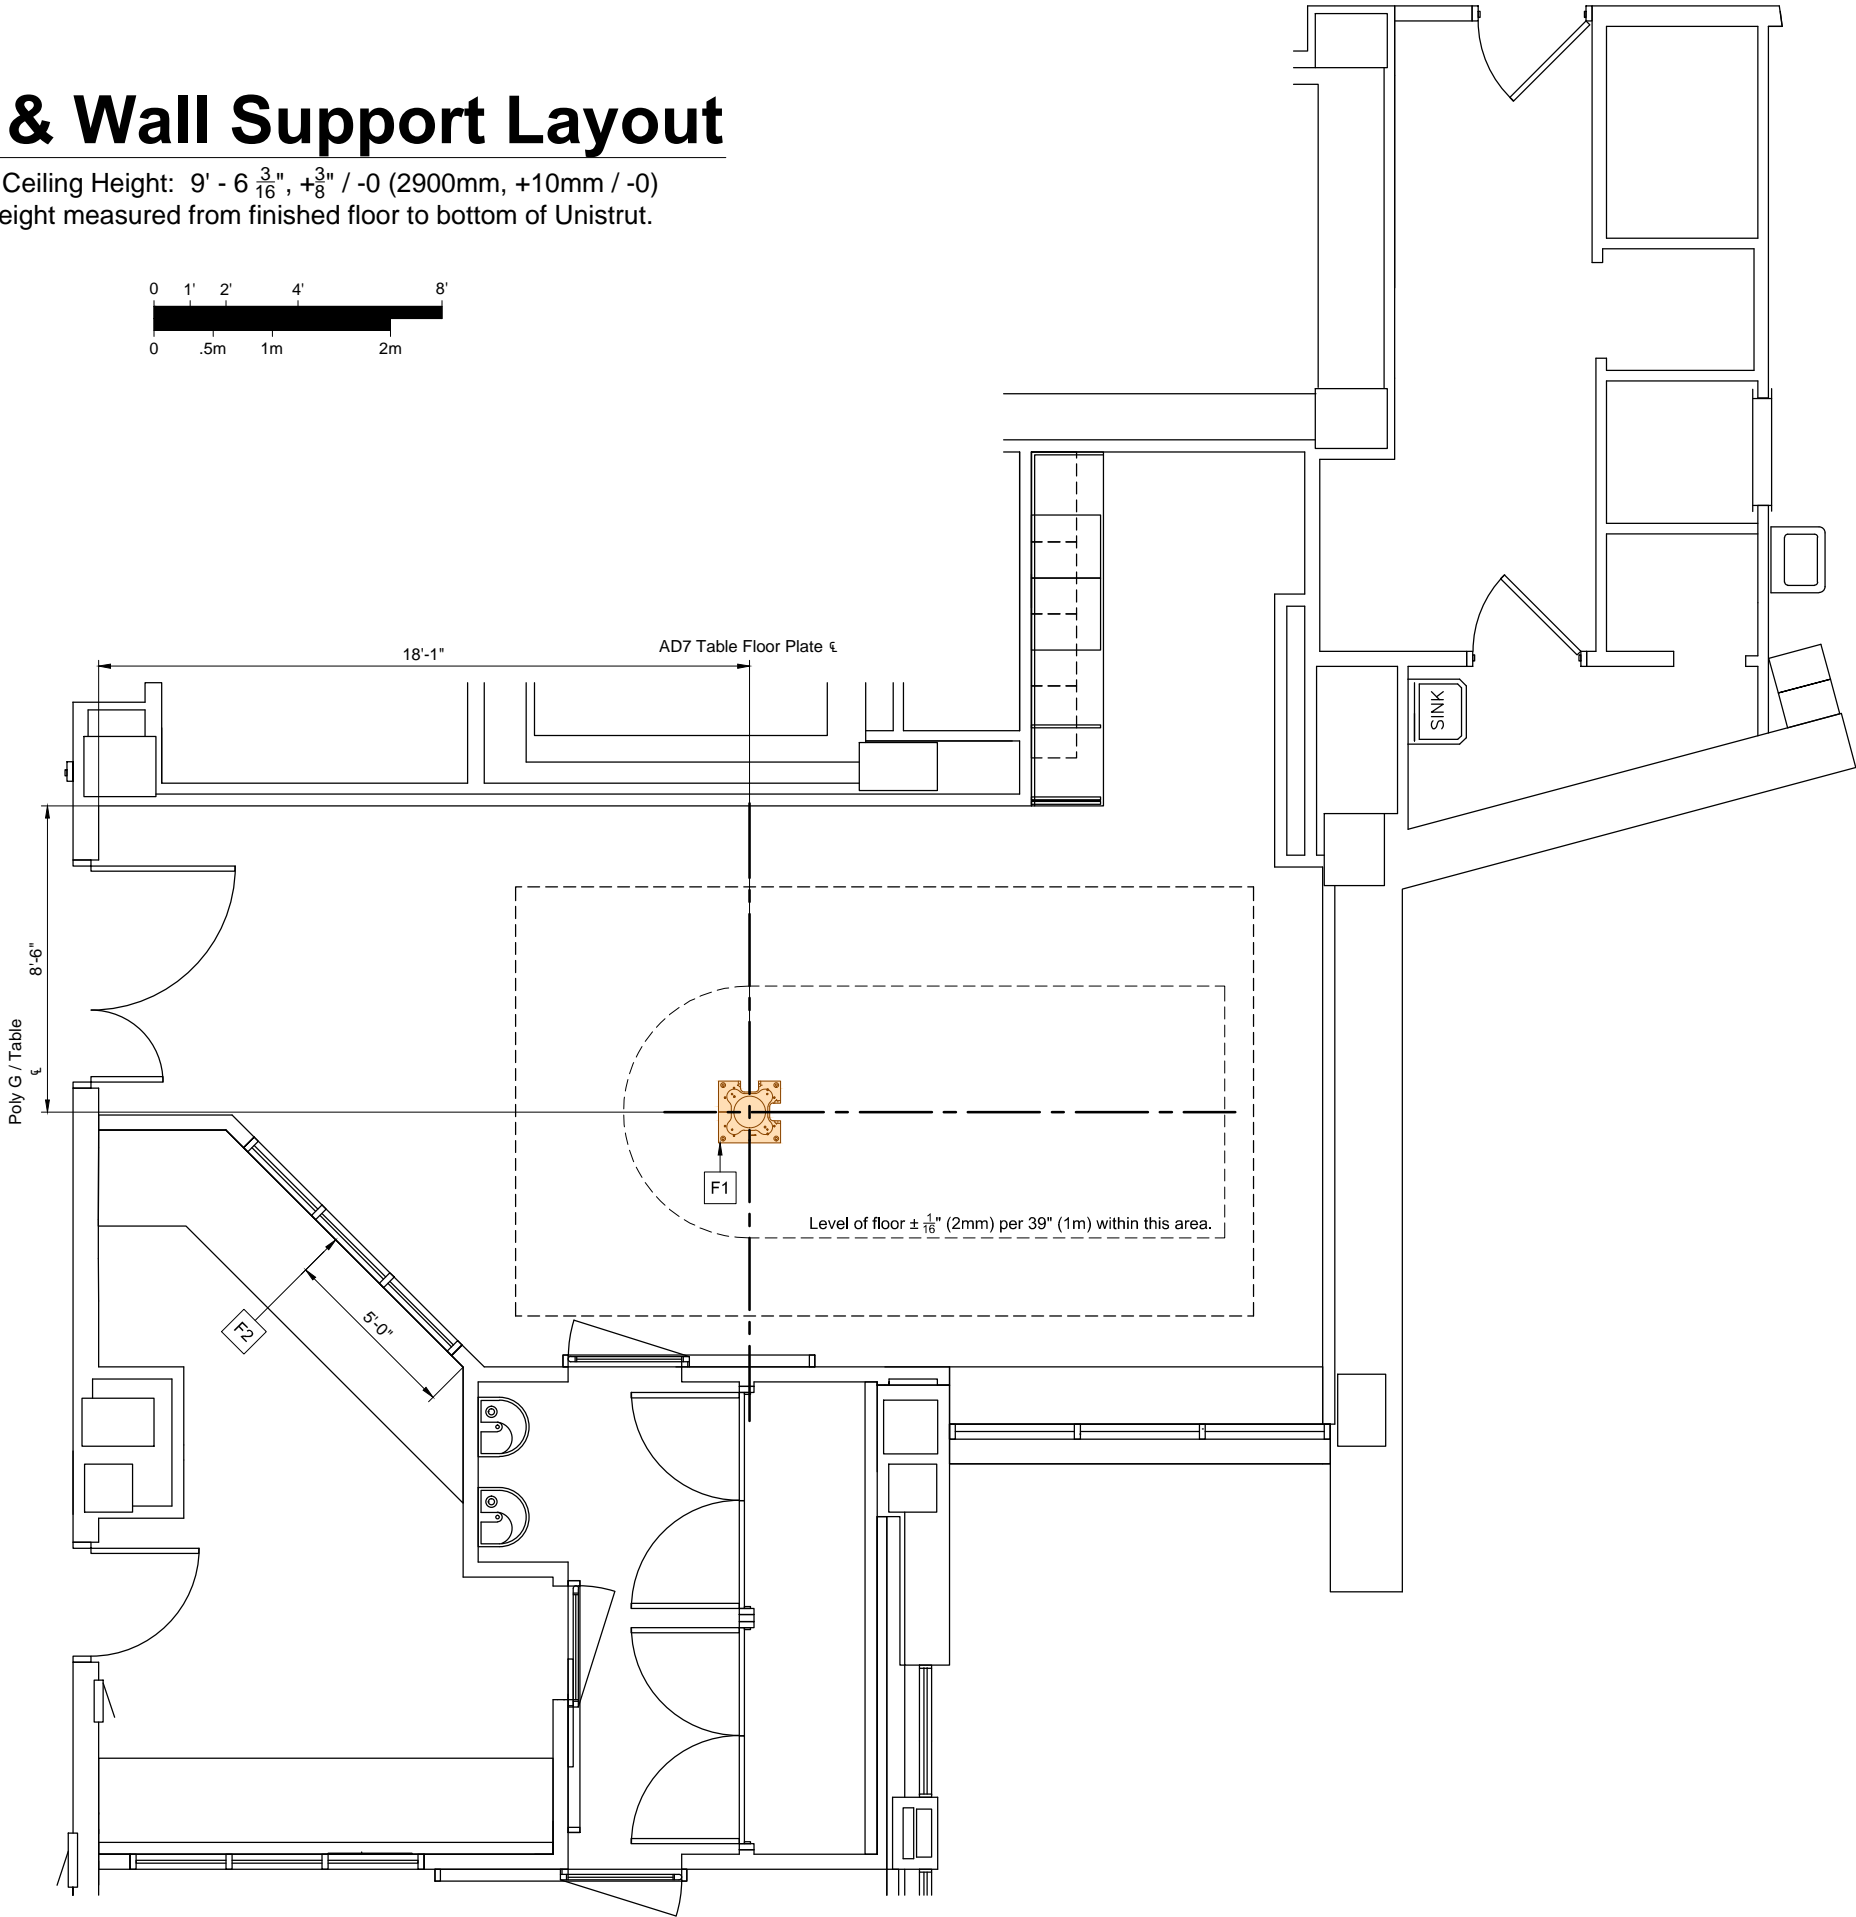 & Wall Support Layout
Ceiling Height: 9' - 6 3/16", +3/8" / -0 (2900mm, +10mm / -0)
eight measured from finished floor to bottom of Unistrut.
0 1' 2' 4' 8'
0 .5m 1m 2m
18'-1"
AD7 Table Floor Plate ℄
SINK
8'-6"
Poly G / Table
℄
F1
Level of floor ± 1/16" (2mm) per 39" (1m) within this area.
F2
5'-0"